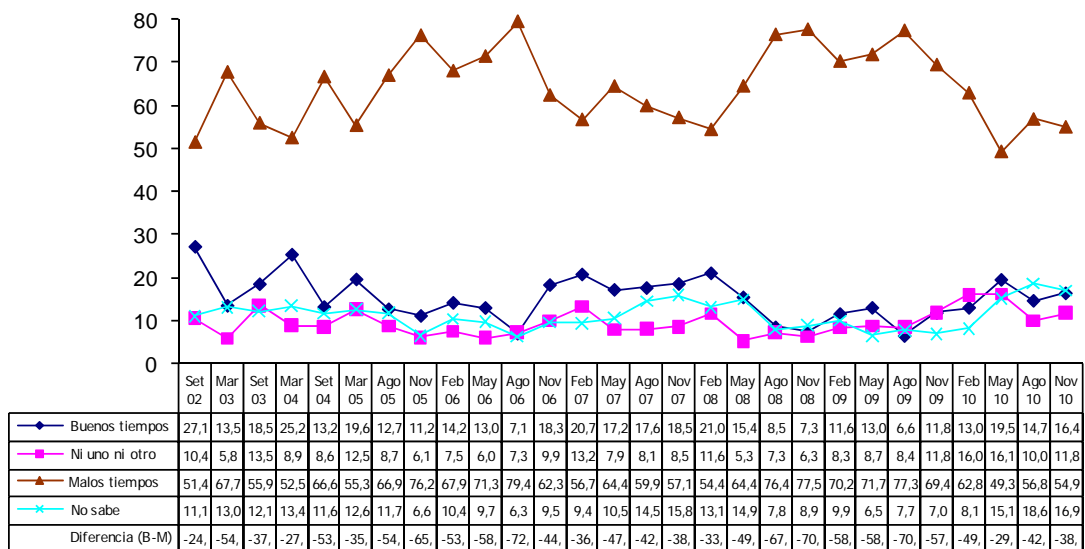 80
70
60
50
40
30
20
10
0
Set 02 Mar 03 Set 03 Mar 04 Set 04 Mar 05 Ago 05 Nov 05 Feb 06 May 06 Ago 06 Nov 06 Feb 07 May 07 Ago 07 Nov 07 Feb 08 May 08 Ago 08 Nov 08 Feb 09 May 09 Ago 09 Nov 09 Feb 10 May 10 Ago 10 Nov 10
Buenos tiempos 27,1 13,5 18,5 25,2 13,2 19,6 12,7 11,2 14,2 13,0 7,1 18,3 20,7 17,2 17,6 18,5 21,0 15,4 8,5 7,3 11,6 13,0 6,6 11,8 13,0 19,5 14,7 16,4
Ni uno ni otro 10,4 5,8 13,5 8,9 8,6 12,5 8,7 6,1 7,5 6,0 7,3 9,9 13,2 7,9 8,1 8,5 11,6 5,3 7,3 6,3 8,3 8,7 8,4 11,8 16,0 16,1 10,0 11,8
Malos tiempos 51,4 67,7 55,9 52,5 66,6 55,3 66,9 76,2 67,9 71,3 79,4 62,3 56,7 64,4 59,9 57,1 54,4 64,4 76,4 77,5 70,2 71,7 77,3 69,4 62,8 49,3 56,8 54,9
No sabe 11,1 13,0 12,1 13,4 11,6 12,6 11,7 6,6 10,4 9,7 6,3 9,5 9,4 10,5 14,5 15,8 13,1 14,9 7,8 8,9 9,9 6,5 7,7 7,0 8,1 15,1 18,6 16,9
Diferencia (B-M) -24, -54, -37, -27, -53, -35, -54, -65, -53, -58, -72, -44, -36, -47, -42, -38, -33, -49, -67, -70, -58, -58, -70, -57, -49, -29, -42, -38,